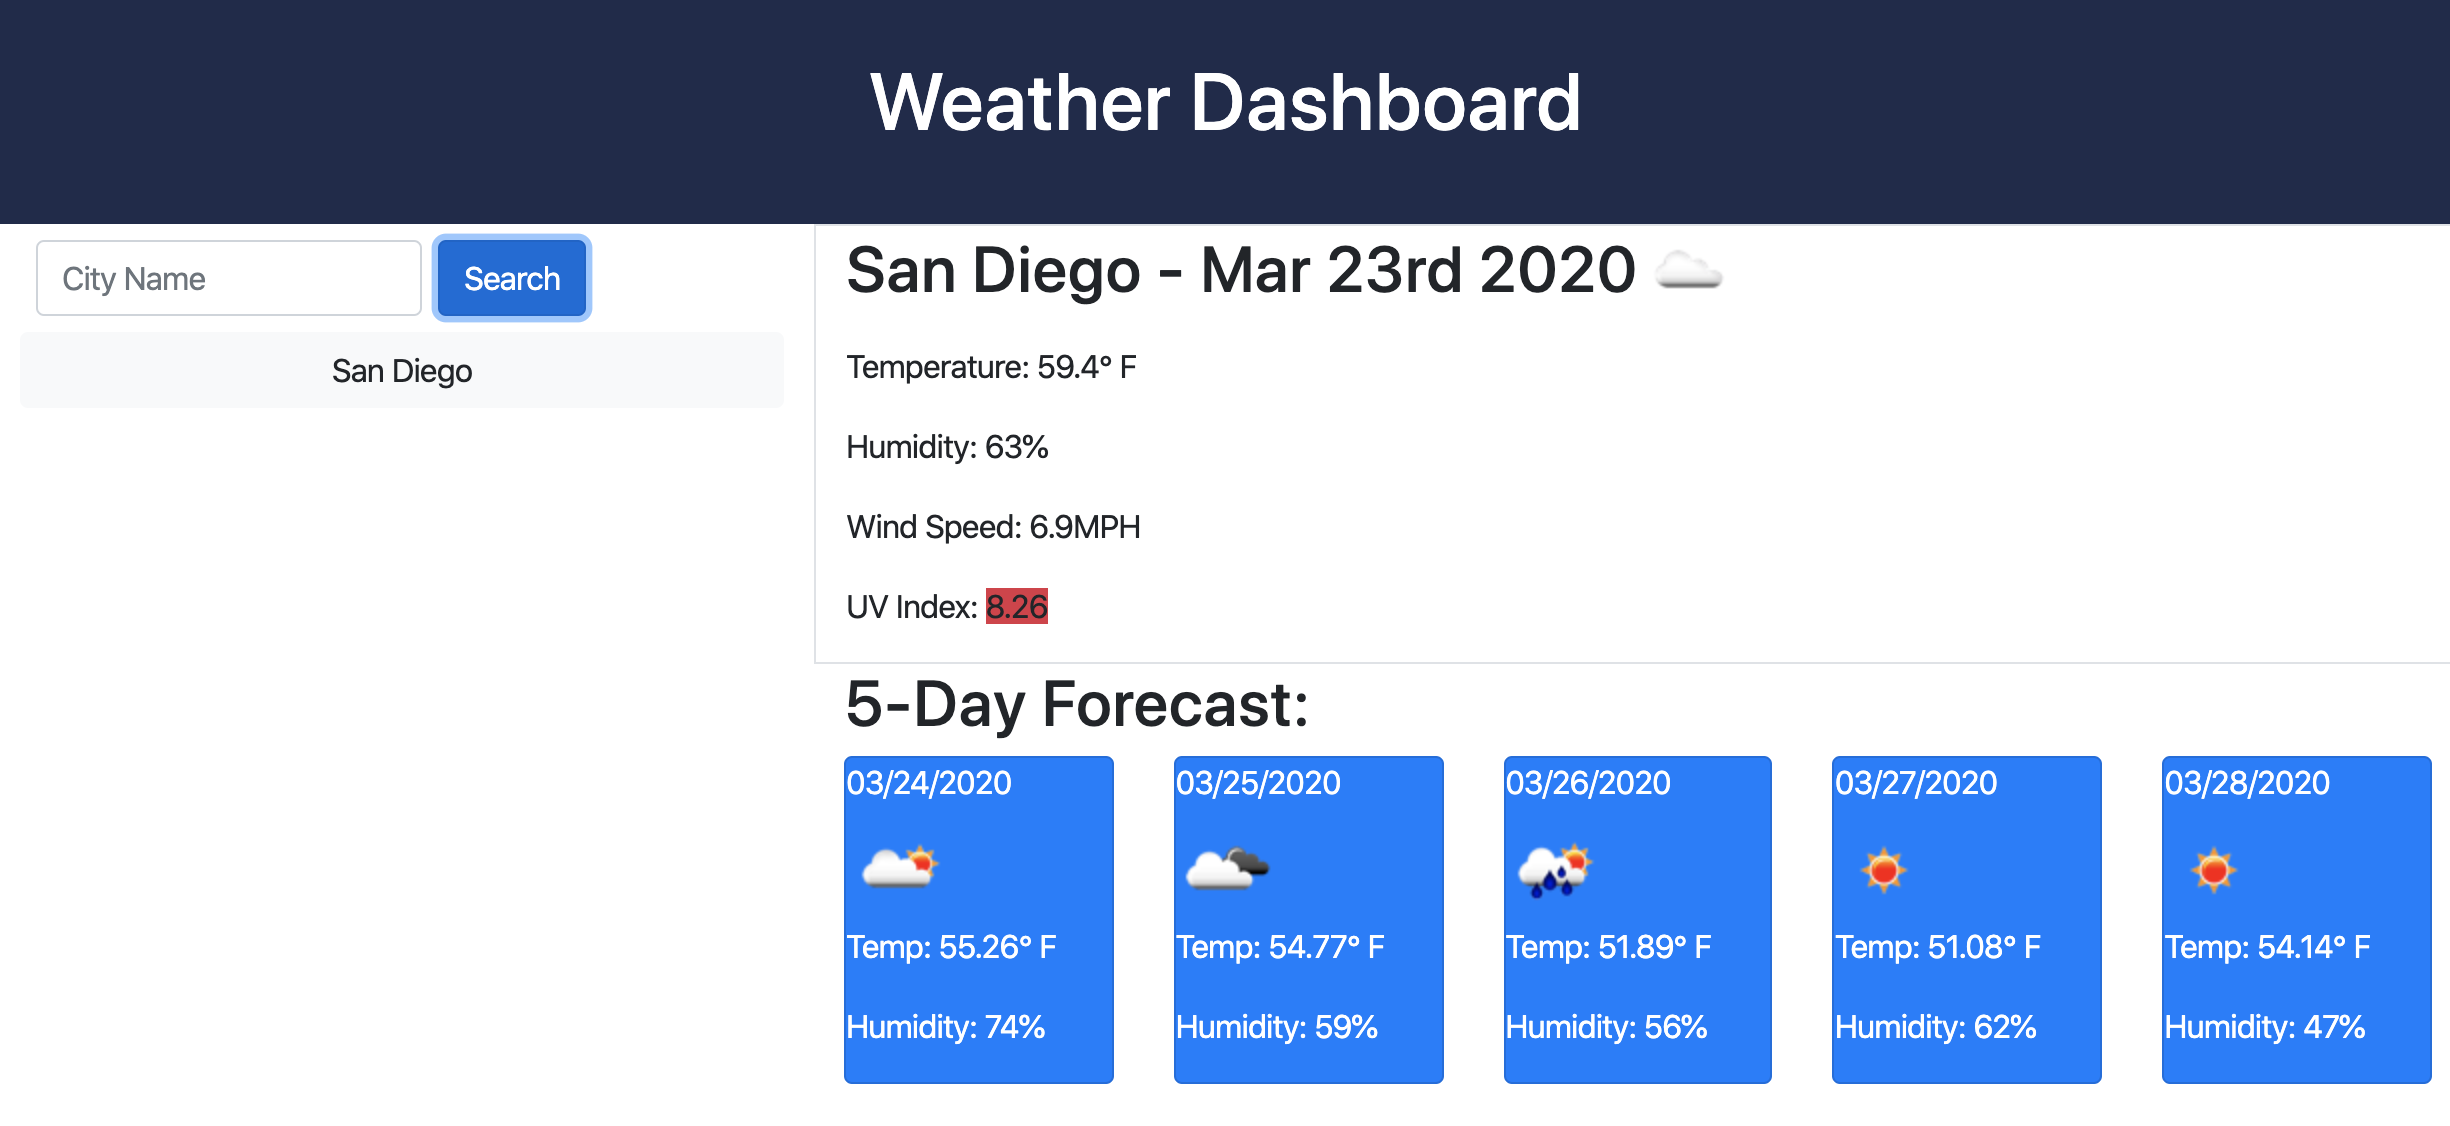 Weather Dashboard
City Name
Search
San Diego
San Diego - Mar 23rd 2020
Temperature: 59.4° F
Humidity: 63%
Wind Speed: 6.9MPH
UV Index: 8.26
5-Day Forecast:
03/24/2020
Temp: 55.26° F
Humidity: 74%
03/25/2020
Temp: 54.77° F
Humidity: 59%
03/26/2020
Temp: 51.89° F
Humidity: 56%
03/27/2020
Temp: 51.08° F
Humidity: 62%
03/28/2020
Temp: 54.14° F
Humidity: 47%